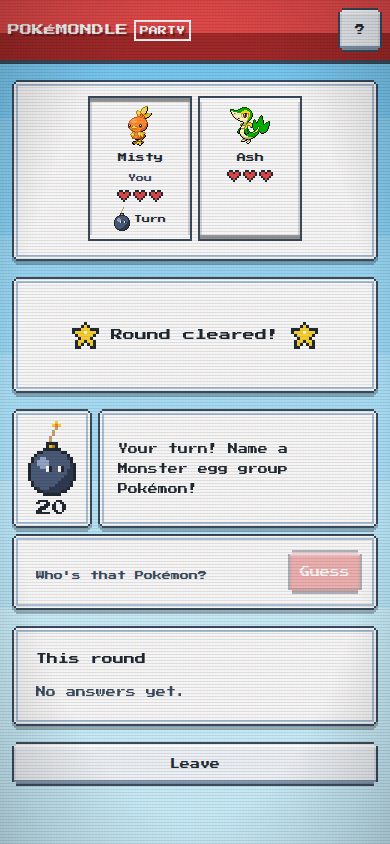 POKéMONDLE PARTY
?
Misty
You
Turn
Ash
Round cleared!
20
Your turn! Name a
Monster egg group
Pokémon!
Who's that Pokémon?
Guess
This round
No answers yet.
Leave